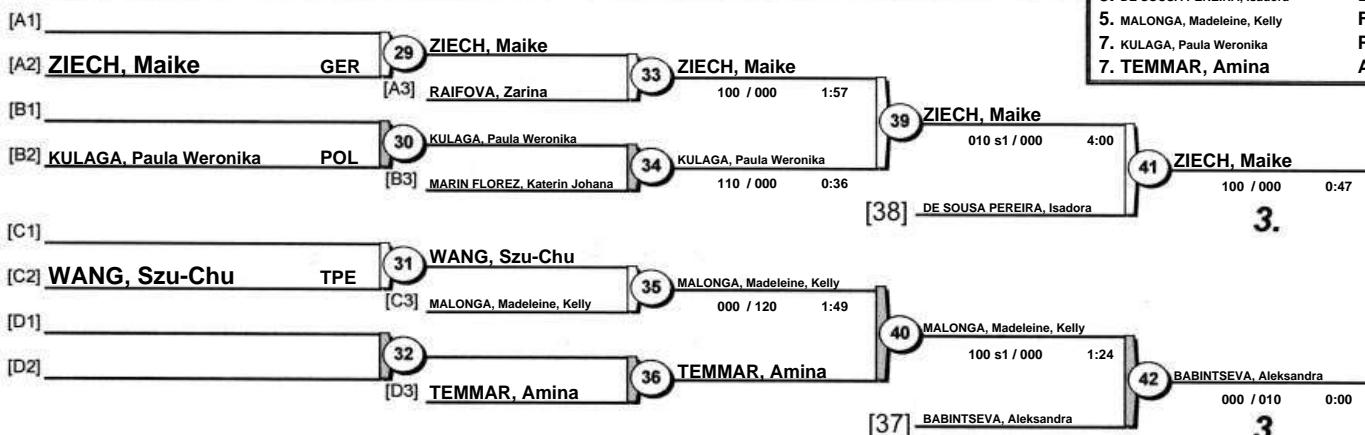 5. MALONGA, Madeleine, Kelly
7. KULAGA, Paula Weronika
7. TEMMAR, Amina A
[A1]
[A2] ZIECH, Maike GER
29 ZIECH, Maike
[A3] RAIFOVA, Zarina
33 ZIECH, Maike
100 / 000 1:57
[B1]
[B2] KULAGA, Paula Weronika POL
30 KULAGA, Paula Weronika
[B3] MARIN FLOREZ, Katerin Johana
34 KULAGA, Paula Weronika
110 / 000 0:36
39 ZIECH, Maike
010 s1 / 000 4:00
[38] DE SOUSA PEREIRA, Isadora
41 ZIECH, Maike
100 / 000 0:47
3.
[C1]
[C2] WANG, Szu-Chu TPE
31 WANG, Szu-Chu
[C3] MALONGA, Madeleine, Kelly
35 MALONGA, Madeleine, Kelly
000 / 120 1:49
[D1]
[D2]
32
[D3] TEMMAR, Amina
36 TEMMAR, Amina
40 MALONGA, Madeleine, Kelly
100 s1 / 000 1:24
[37] BABINTSEVA, Aleksandra
42 BABINTSEVA, Aleksandra
000 / 010 0:00
3